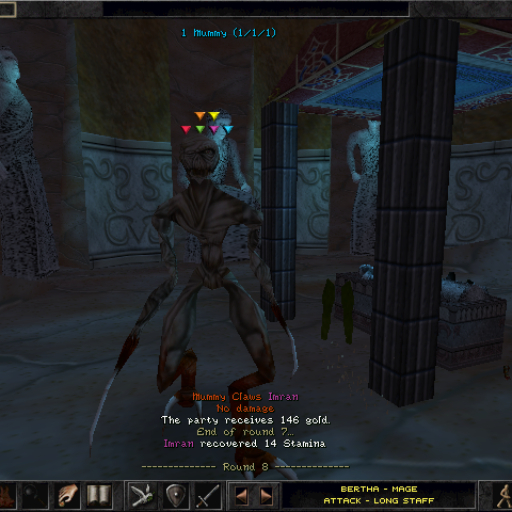 1 Mummy (1/1/1)
Mummy Claws Imran
No damage
The party receives 146 gold.
End of round 7...
Imran recovered 14 Stamina
-------------- Round 8 --------------
BERTHA - MAGE
ATTACK - LONG STAFF